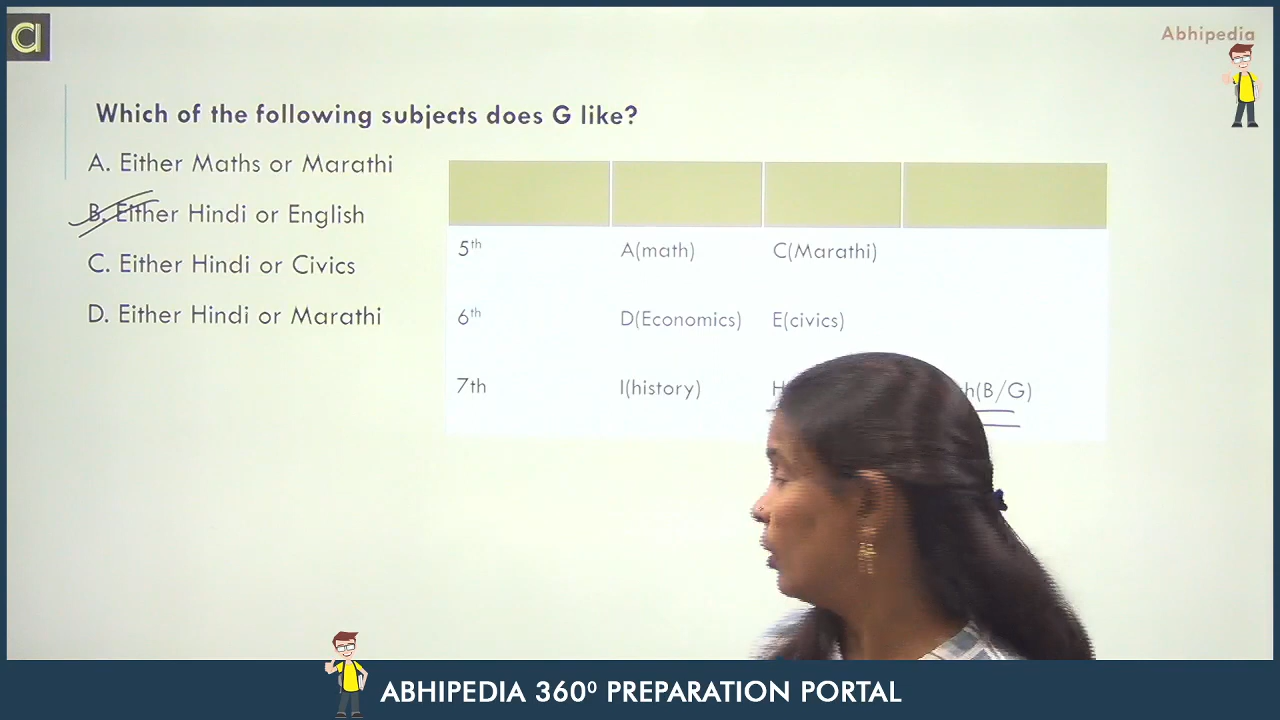 Abhipedia
Which of the following subjects does G like?
A. Either Maths or Marathi
B. Either Hindi or English
C. Either Hindi or Civics
D. Either Hindi or Marathi
5th A(math) C(Marathi)
6th D(Economics) E(civics)
7th I(history)
ABHIPEDIA 360⁰ PREPARATION PORTAL